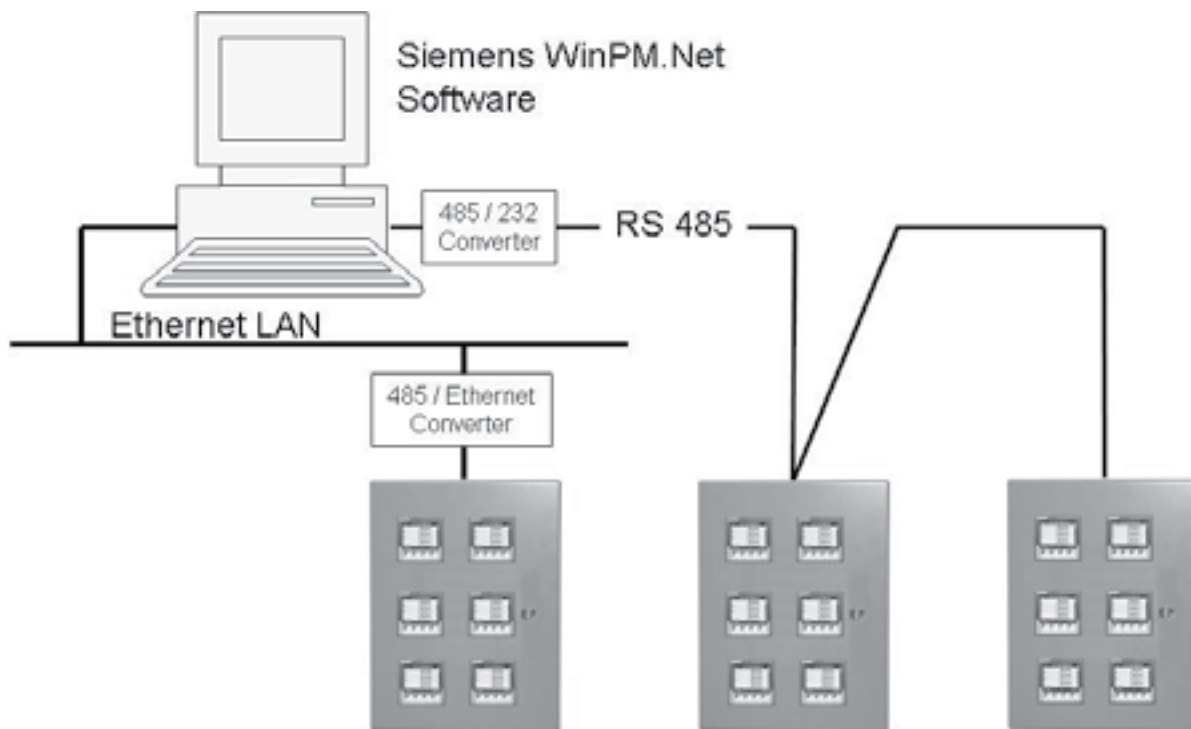 Siemens WinPM.Net
Software
485 / 232
Converter
RS 485
Ethernet LAN
485 / Ethernet
Converter